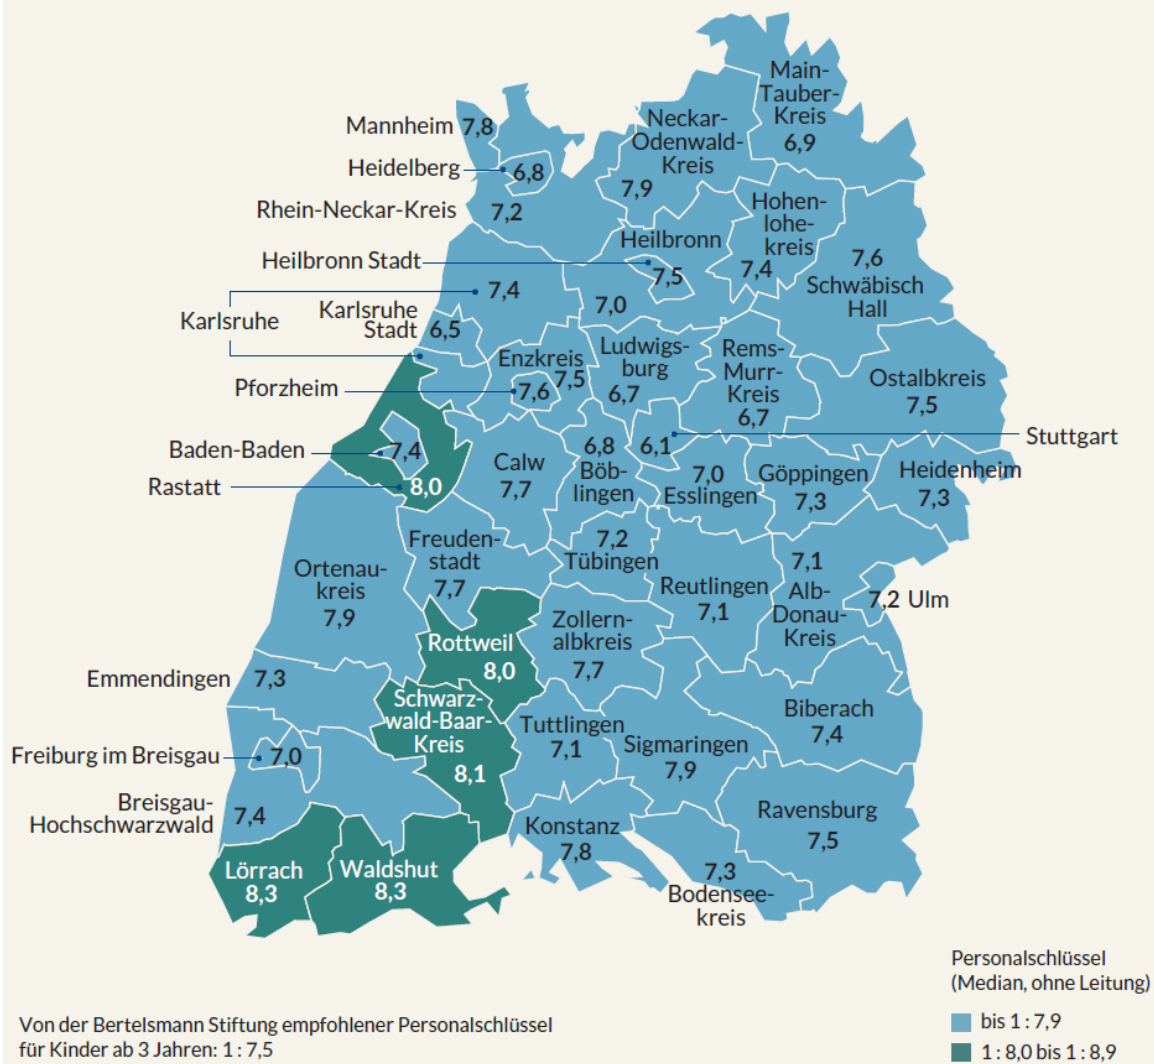 Main-
Tauber-
Kreis
6,9
Neckar-
Odenwald-
Kreis
7,9
Mannheim 7,8
Heidelberg 6,8
Rhein-Neckar-Kreis 7,2
Hohen-
lohe-
kreis
7,4
Heilbronn
7,0
Heilbronn Stadt 7,5
7,6
Schwäbisch
Hall
Karlsruhe 7,4
Karlsruhe
Stadt 6,5
Enzkreis
7,5
Pforzheim 7,6
Ludwigs-
burg
6,7
Rems-
Murr-
Kreis
6,7
Ostalbkreis
7,5
Baden-Baden 7,4
Rastatt 8,0
Calw
7,7
6,8
Böb-
lingen
6,1 Stuttgart
7,0
Esslingen
Göppingen
7,3
Heidenheim
7,3
Freuden-
stadt
7,7
7,2
Tübingen
Reutlingen
7,1
7,1
Alb-
Donau-
Kreis
7,2 Ulm
Ortenau-
kreis
7,9
Rottweil
8,0
Zollern-
albkreis
7,7
Emmendingen 7,3
Schwarz-
wald-Baar-
Kreis
8,1
Tuttlingen
7,1
Sigmaringen
7,9
Biberach
7,4
Freiburg im Breisgau 7,0
Breisgau-
Hochschwarzwald 7,4
Konstanz
7,8
Ravensburg
7,5
Lörrach
8,3
Waldshut
8,3
7,3
Bodensee-
kreis
Personalschlüssel
(Median, ohne Leitung)
bis 1 : 7,9
1 : 8,0 bis 1 : 8,9
Von der Bertelsmann Stiftung empfohlener Personalschlüssel
für Kinder ab 3 Jahren: 1 : 7,5